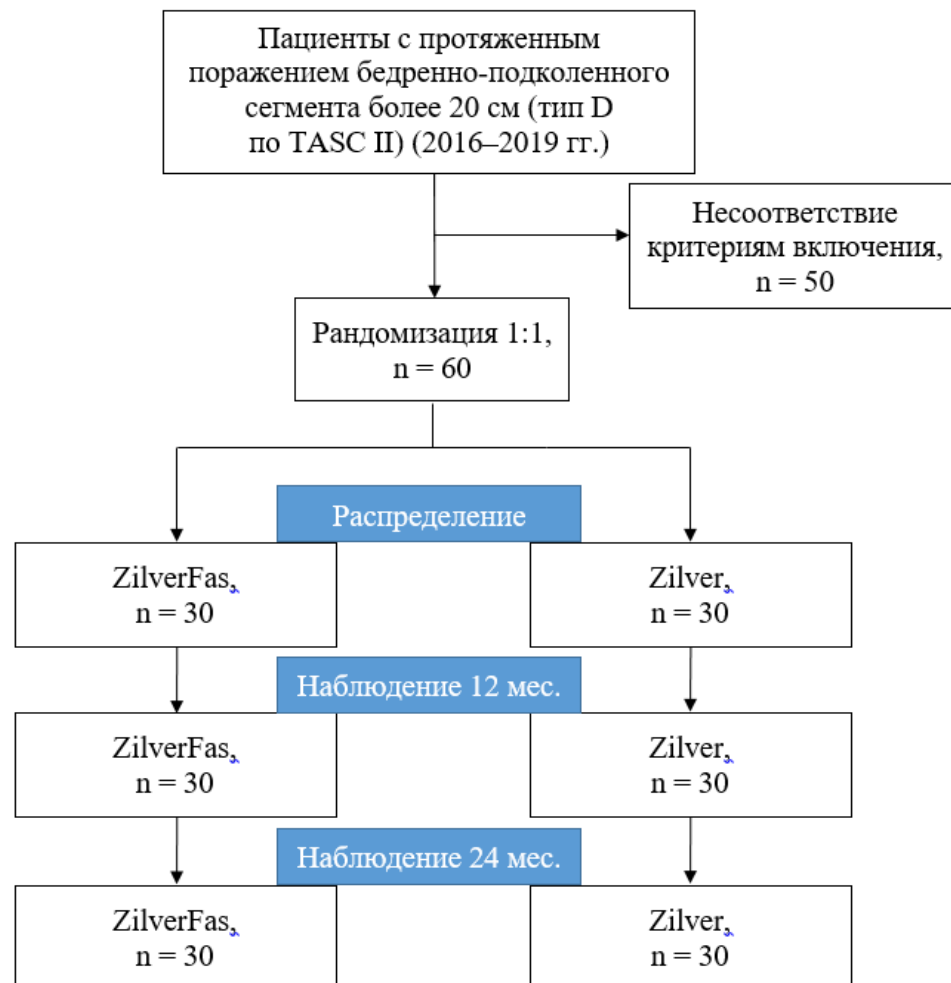 Пациенты с протяженным
поражением бедренно-подколенного
сегмента более 20 см (тип D
по TASC II) (2016–2019 гг.)
Несоответствие
критериям включения,
n = 50
Рандомизация 1:1,
n = 60
Распределение
ZilverFas,
n = 30
Zilver,
n = 30
Наблюдение 12 мес.
ZilverFas,
n = 30
Zilver,
n = 30
Наблюдение 24 мес.
ZilverFas,
n = 30
Zilver,
n = 30